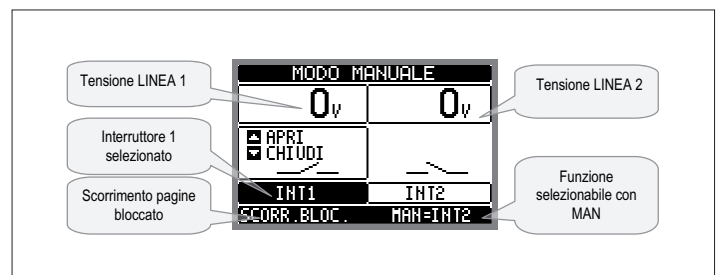 MODO MANUALE
Tensione LINEA 1
Tensione LINEA 2
0V
0V
APRI
CHIUDI
Interruttore 1
selezionato
Funzione
selezionabile con
MAN
INT1
INT2
Scorrimento pagine
bloccato
SCORR.BLOC.
MAN=INT2